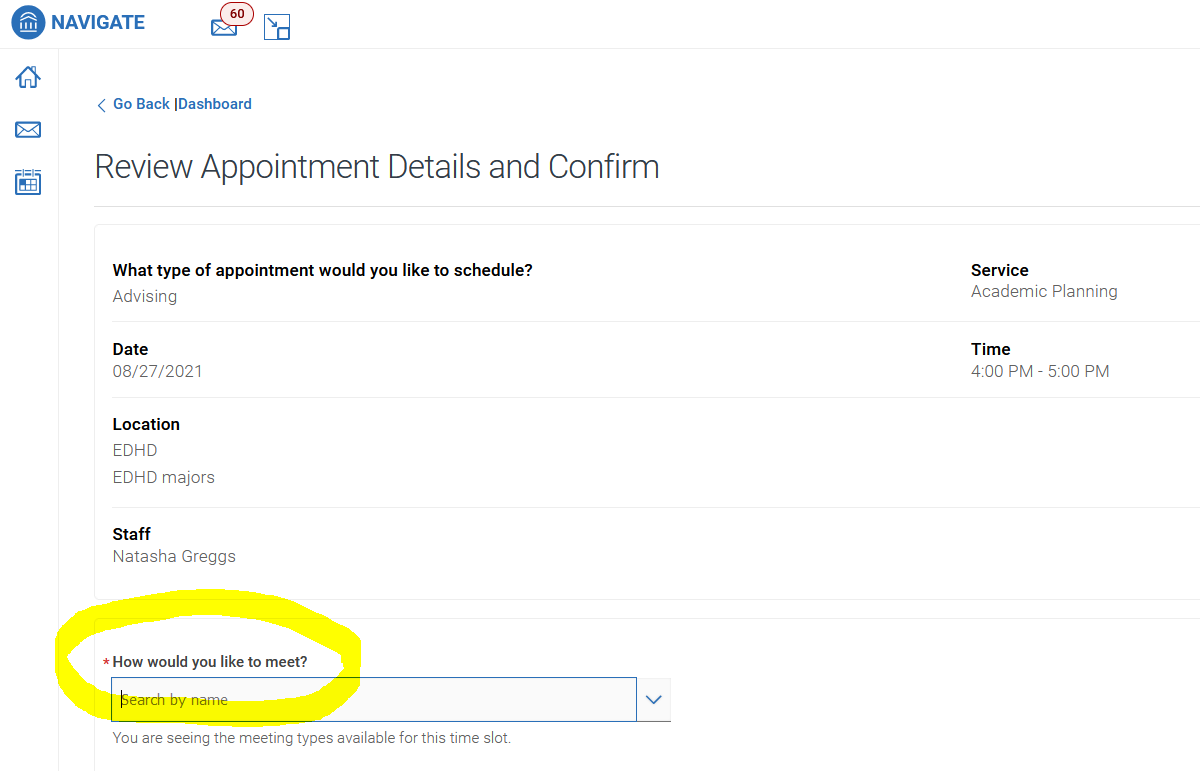 NAVIGATE
60
Go Back |Dashboard
Review Appointment Details and Confirm
What type of appointment would you like to schedule?
Advising
Service
Academic Planning
Date
08/27/2021
Time
4:00 PM - 5:00 PM
Location
EDHD
EDHD majors
Staff
Natasha Greggs
* How would you like to meet?
Search by name
You are seeing the meeting types available for this time slot.